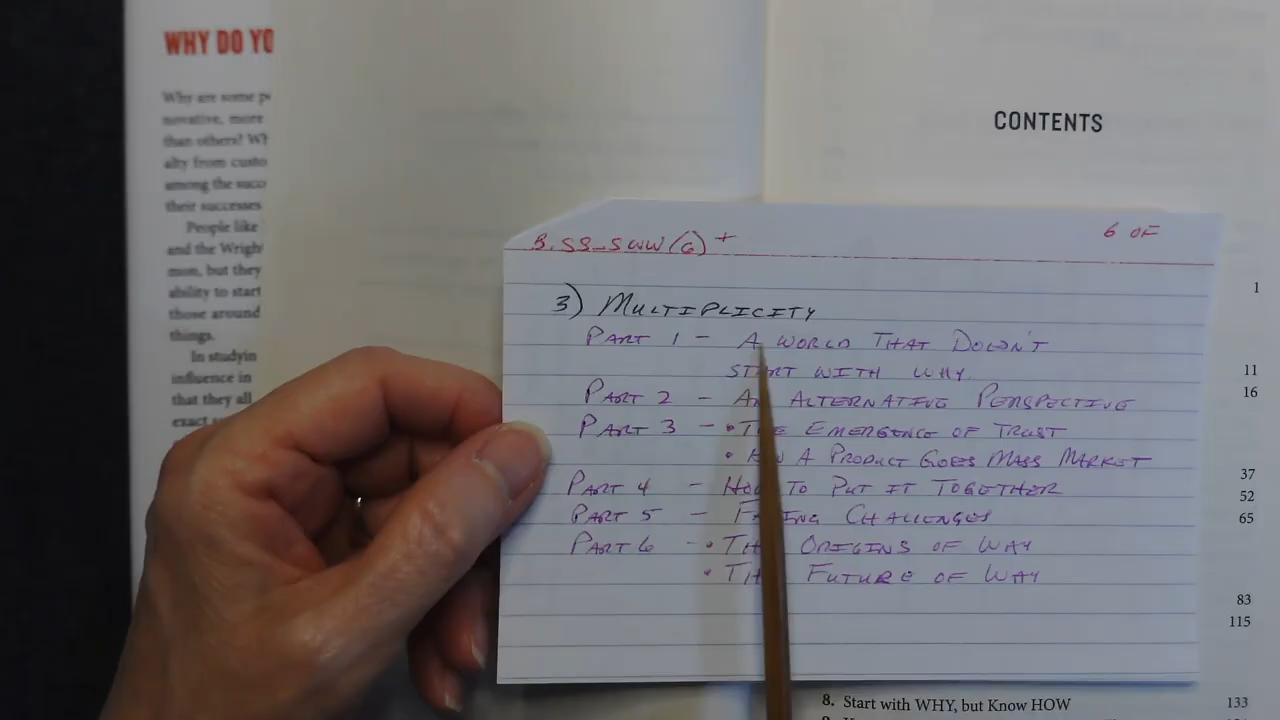 WHY DO YO
Why are some p
novative, more
than others? Wh
alty from custo
among the succ
their successes
People like
and the Wright
mon, but they
ability to start
those around
things.
In studyin
influence in
that they all
exact
CONTENTS
1
11
16
37
52
65
83
115
8. Start with WHY, but Know HOW 133
B.SS-SWW(6)+ 6 OF
3) MULTIPLICITY
PART 1 - A WORLD THAT DOESN'T
START WITH WHY
PART 2 - AN ALTERNATIVE PERSPECTIVE
PART 3 - • THE EMERGENCE OF TRUST
• HOW A PRODUCT GOES MASS MARKET
PART 4 - HOW TO PUT IT TOGETHER
PART 5 - FACING CHALLENGES
PART 6 - • THE ORIGINS OF WHY
• THE FUTURE OF WHY